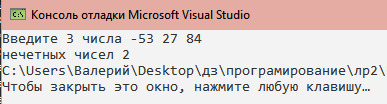 Консоль отладки Microsoft Visual Studio
Введите 3 числа -53 27 84
нечетных чисел 2
C:\Users\Валерий\Desktop\дз\програмирование\лр2\
Чтобы закрыть это окно, нажмите любую клавишу…